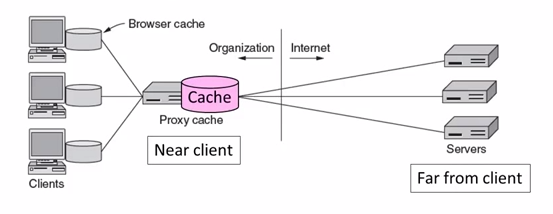 Browser cache
Organization
Internet
Cache
Proxy cache
Near client
Clients
Servers
Far from client